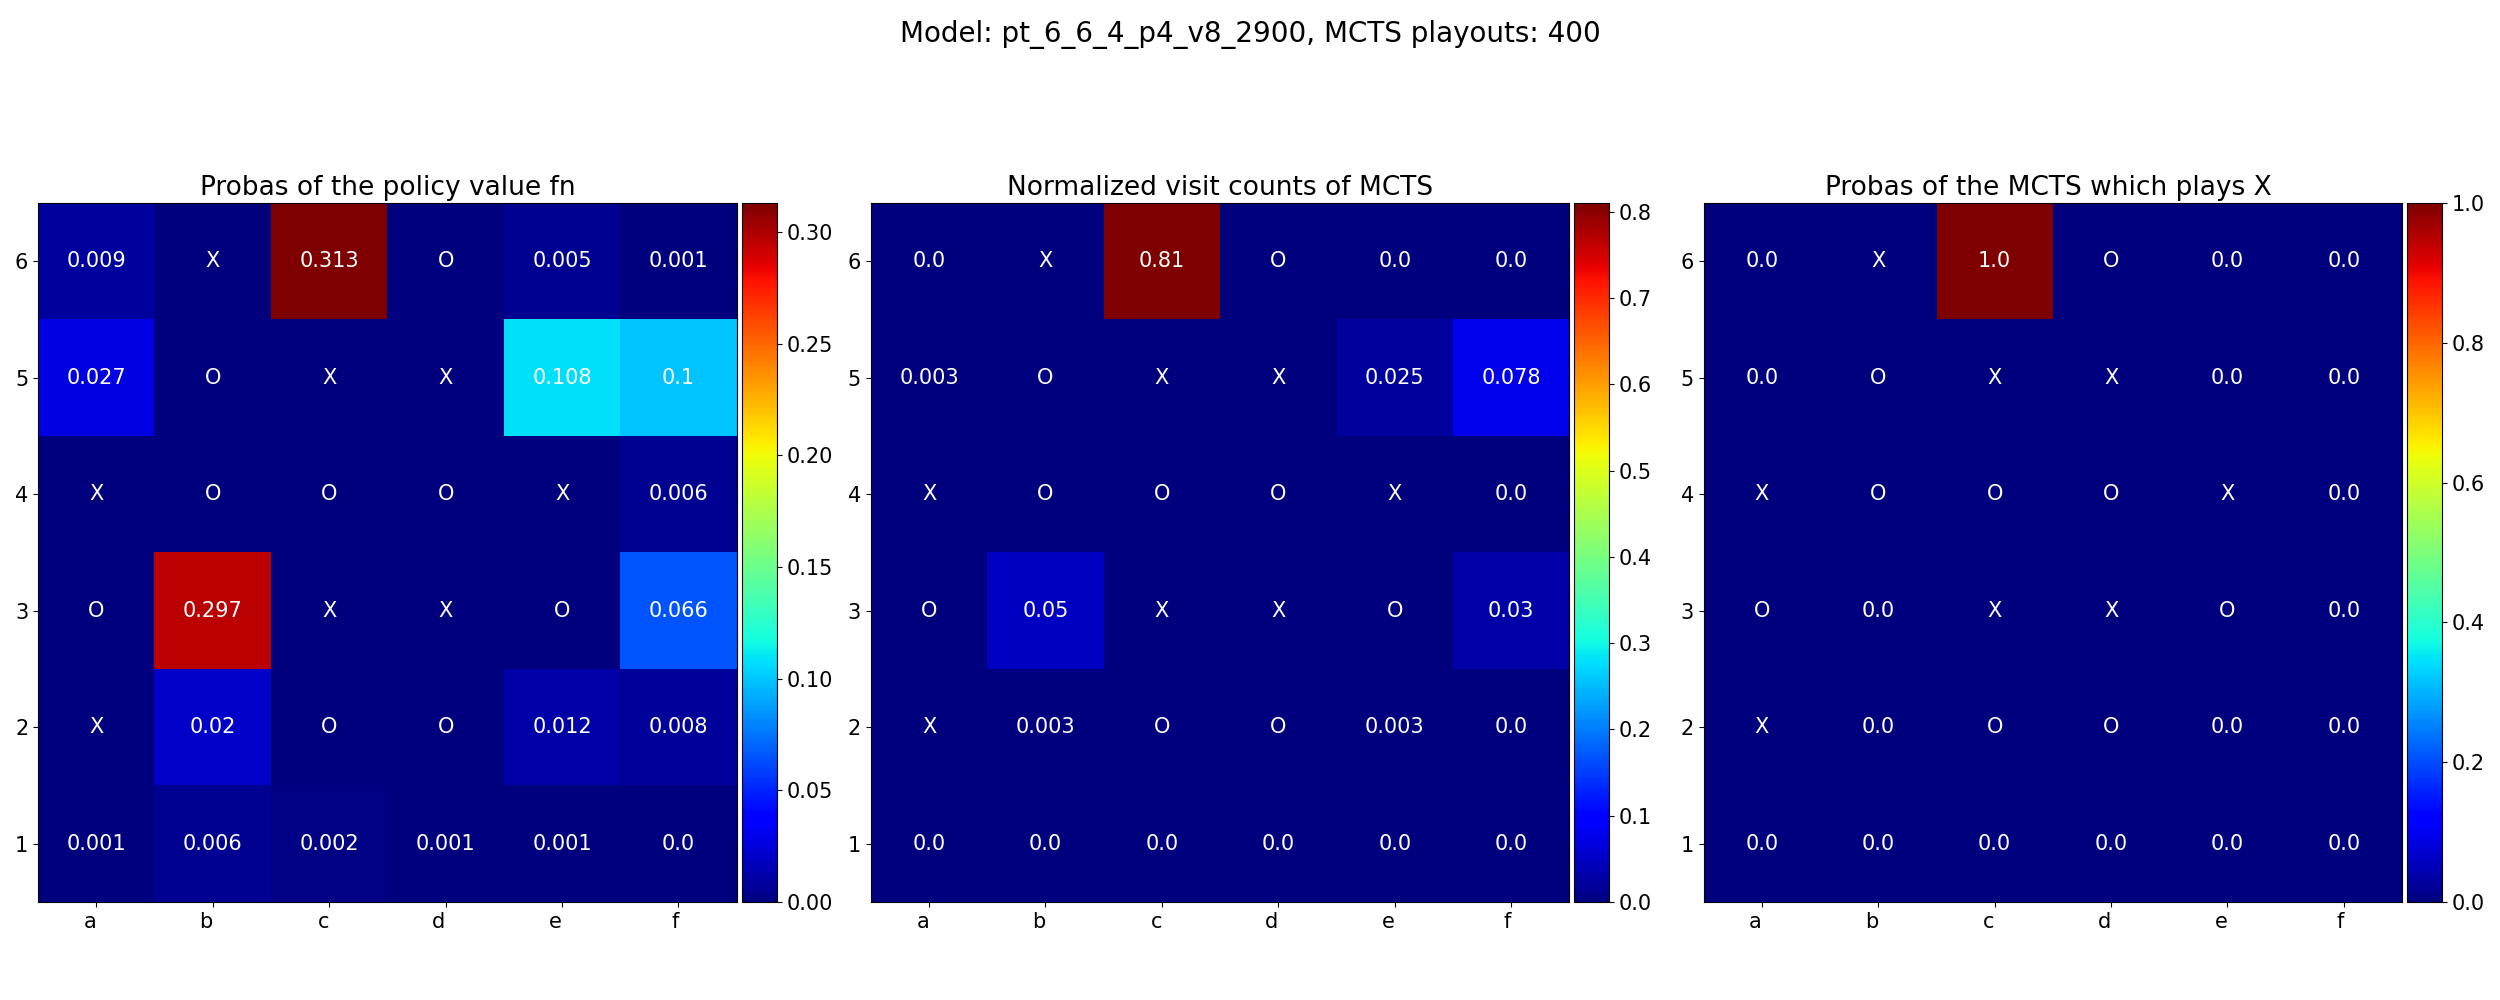 Model: pt_6_6_4_p4_v8_2900, MCTS playouts: 400
Probas of the policy value fn
6 0.009 X 0.313 O 0.005 0.001
5 0.027 O X X 0.108 0.1
4 X O O O X 0.006
3 O 0.297 X X O 0.066
2 X 0.02 O O 0.012 0.008
1 0.001 0.006 0.002 0.001 0.001 0.0
a b c d e f
0.30
0.25
0.20
0.15
0.10
0.05
0.00
Normalized visit counts of MCTS
6 0.0 X 0.81 O 0.0 0.0
5 0.003 O X X 0.025 0.078
4 X O O O X 0.0
3 O 0.05 X X O 0.03
2 X 0.003 O O 0.003 0.0
1 0.0 0.0 0.0 0.0 0.0 0.0
a b c d e f
0.8
0.7
0.6
0.5
0.4
0.3
0.2
0.1
0.0
Probas of the MCTS which plays X
6 0.0 X 1.0 O 0.0 0.0
5 0.0 O X X 0.0 0.0
4 X O O O X 0.0
3 O 0.0 X X O 0.0
2 X 0.0 O O 0.0 0.0
1 0.0 0.0 0.0 0.0 0.0 0.0
a b c d e f
1.0
0.8
0.6
0.4
0.2
0.0